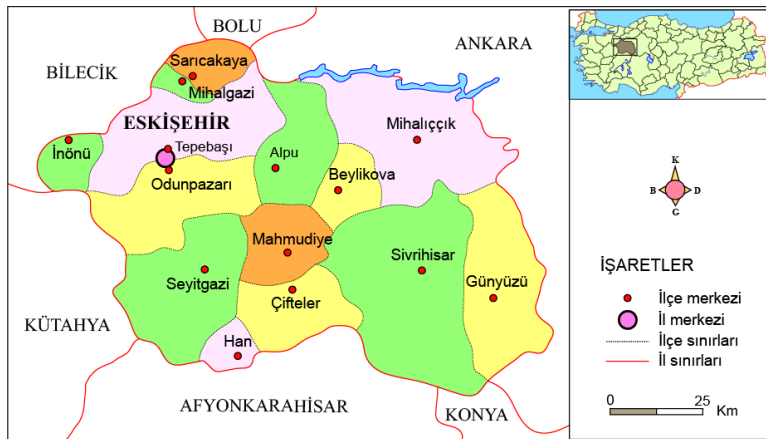 BOLU
ANKARA
BİLECİK
Sarıcakaya
Mihalgazi
ESKİŞEHİR
Mihalıççık
Tepebaşı
İnönü
Alpu
Odunpazarı
Beylikova
Mahmudiye
Sivrihisar
Seyitgazi
Günyüzü
Çifteler
KÜTAHYA
Han
AFYONKARAHİSAR
KONYA
K
B
D
G
İŞARETLER
İlçe merkezi
İl merkezi
İlçe sınırları
İl sınırları
0
25
Km